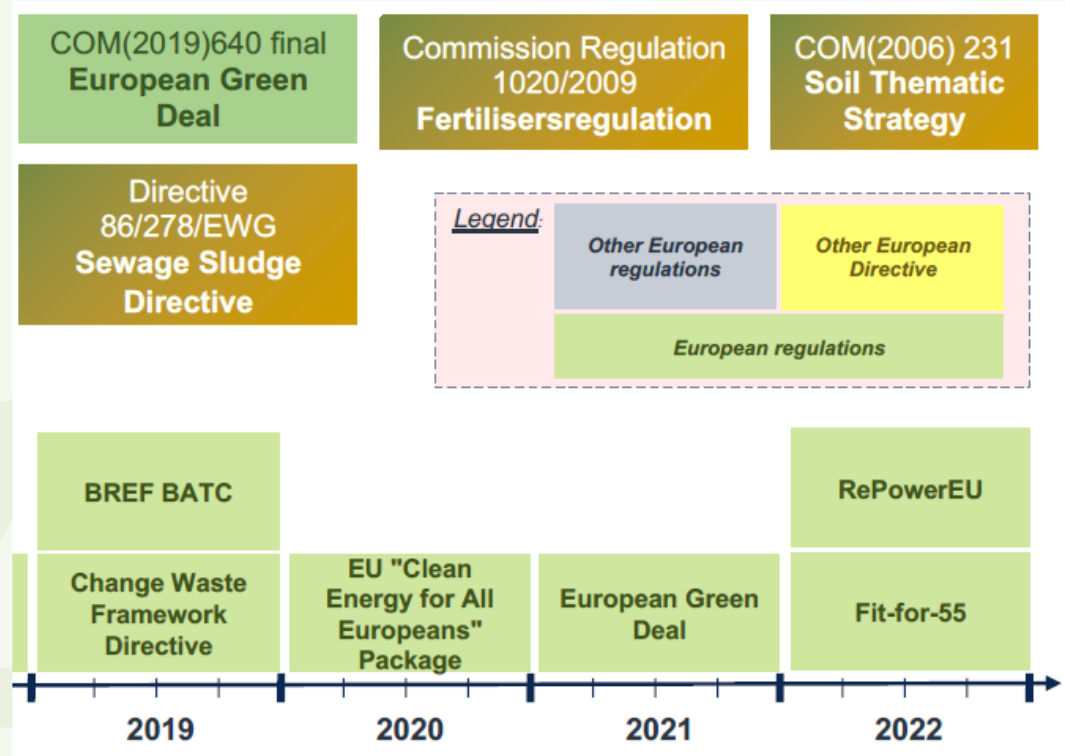 COM(2019)640 final
European Green
Deal
Commission Regulation
1020/2009
Fertilisersregulation
COM(2006) 231
Soil Thematic
Strategy
Directive
86/278/EWG
Sewage Sludge
Directive
Legend:
Other European
regulations
Other European
Directive
European regulations
BREF BATC
RePowerEU
Change Waste
Framework
Directive
EU "Clean
Energy for All
Europeans"
Package
European Green
Deal
Fit-for-55
2019
2020
2021
2022